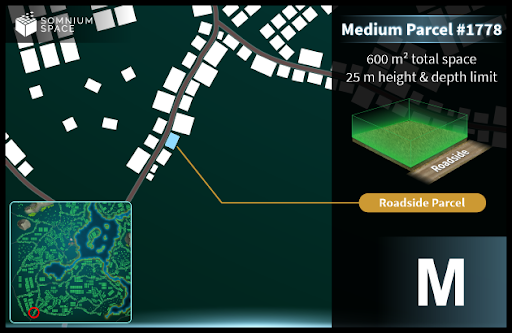 SOMNIUM
SPACE
Medium Parcel #1778
600 m² total space
25 m height & depth limit
Roadside
Roadside Parcel
M